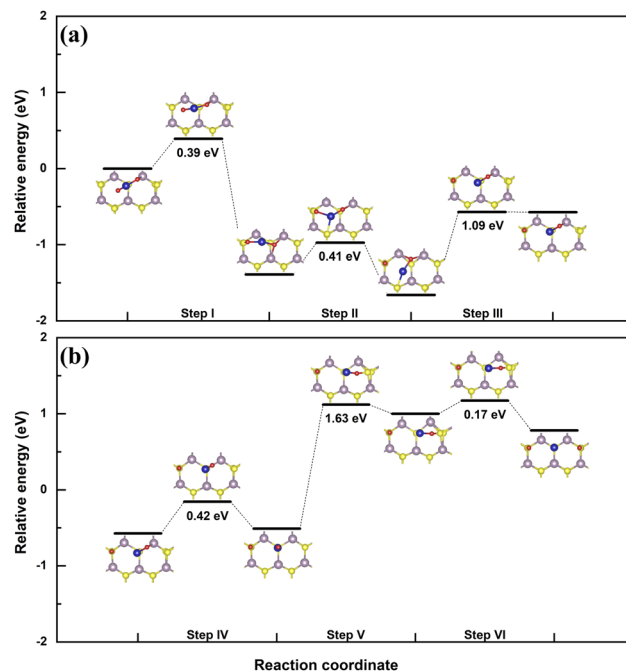 (a)
Relative energy (eV)
2
1
0
-1
-2
0.39 eV
0.41 eV
1.09 eV
Step I
Step II
Step III
(b)
Relative energy (eV)
2
1
0
-1
-2
1.63 eV
0.17 eV
0.42 eV
Step IV
Step V
Step VI
Reaction coordinate